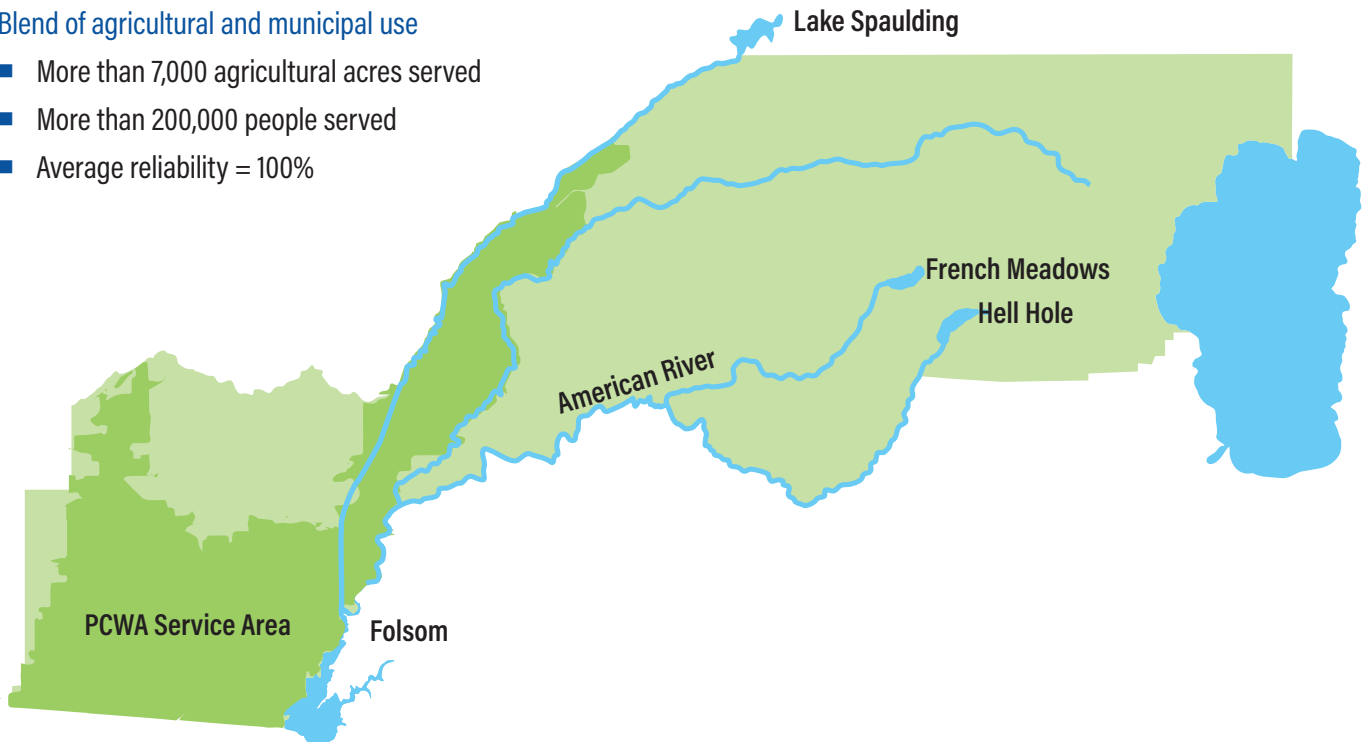 Blend of agricultural and municipal use
■ More than 7,000 agricultural acres served
■ More than 200,000 people served
■ Average reliability = 100%
Lake Spaulding
French Meadows
Hell Hole
American River
PCWA Service Area
Folsom